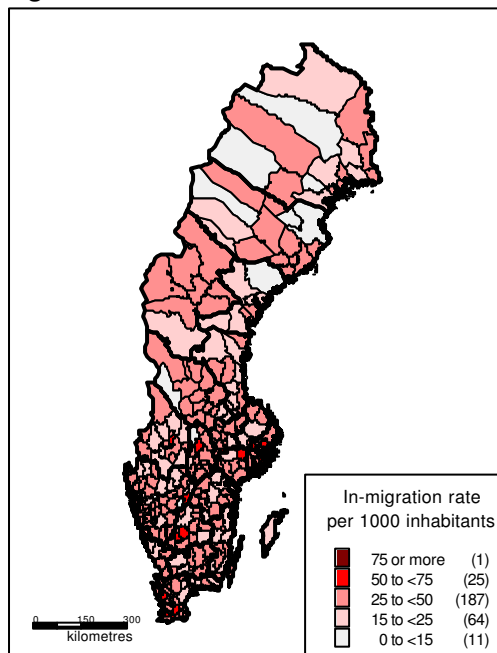 In-migration rate
per 1000 inhabitants
75 or more (1)
50 to <75 (25)
25 to <50 (187)
15 to <25 (64)
0 to <15 (11)
0 150 300
kilometres